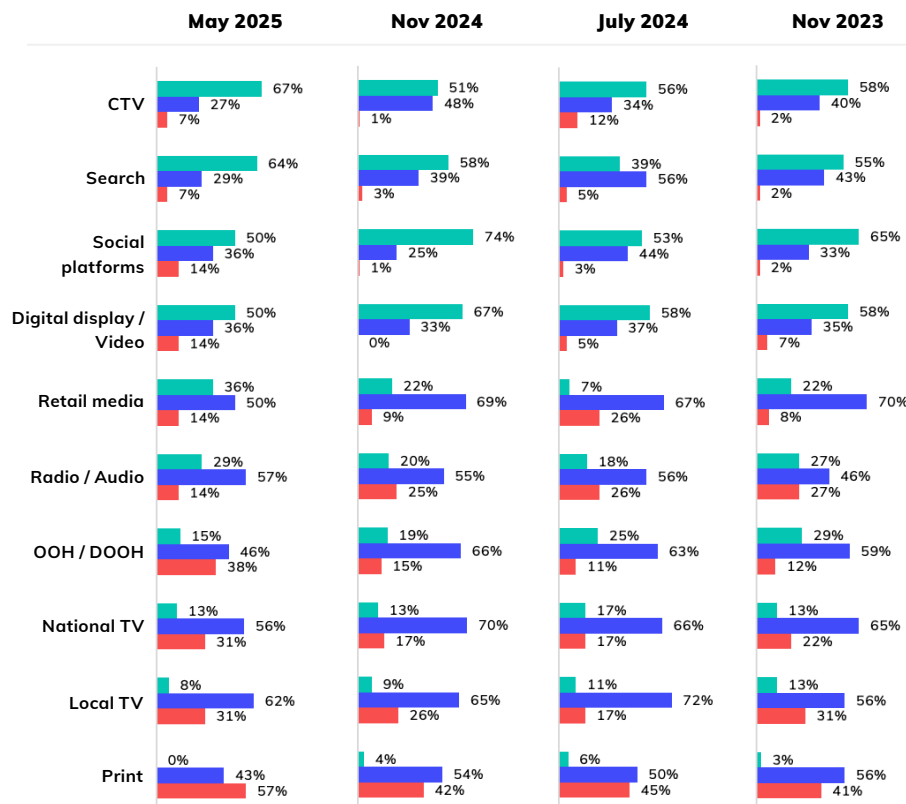 May 2025 Nov 2024 July 2024 Nov 2023
67% 51% 56% 58%
CTV 27% 48% 34% 40%
7% 1% 12% 2%
64% 58% 39% 55%
Search 29% 39% 56% 43%
7% 3% 5% 2%
Social
platforms
50% 74% 53% 65%
36% 25% 44% 33%
14% 1% 3% 2%
Digital display /
Video
50% 67% 58% 58%
36% 33% 37% 35%
14% 0% 5% 7%
36% 22% 7% 22%
Retail media 50% 69% 67% 70%
14% 9% 26% 8%
29% 20% 18% 27%
Radio / Audio 57% 55% 56% 46%
14% 25% 26% 27%
15% 19% 25% 29%
OOH / DOOH 46% 66% 63% 59%
38% 15% 11% 12%
13% 13% 17% 13%
National TV 56% 70% 66% 65%
31% 17% 17% 22%
8% 9% 11% 13%
Local TV 62% 65% 72% 56%
31% 26% 17% 31%
0% 4% 6% 3%
Print 43% 54% 50% 56%
57% 42% 45% 41%